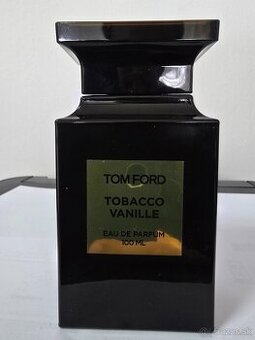 TOM FORD
TOBACCO
VANILLE
EAU DE PARFUM
100 ML